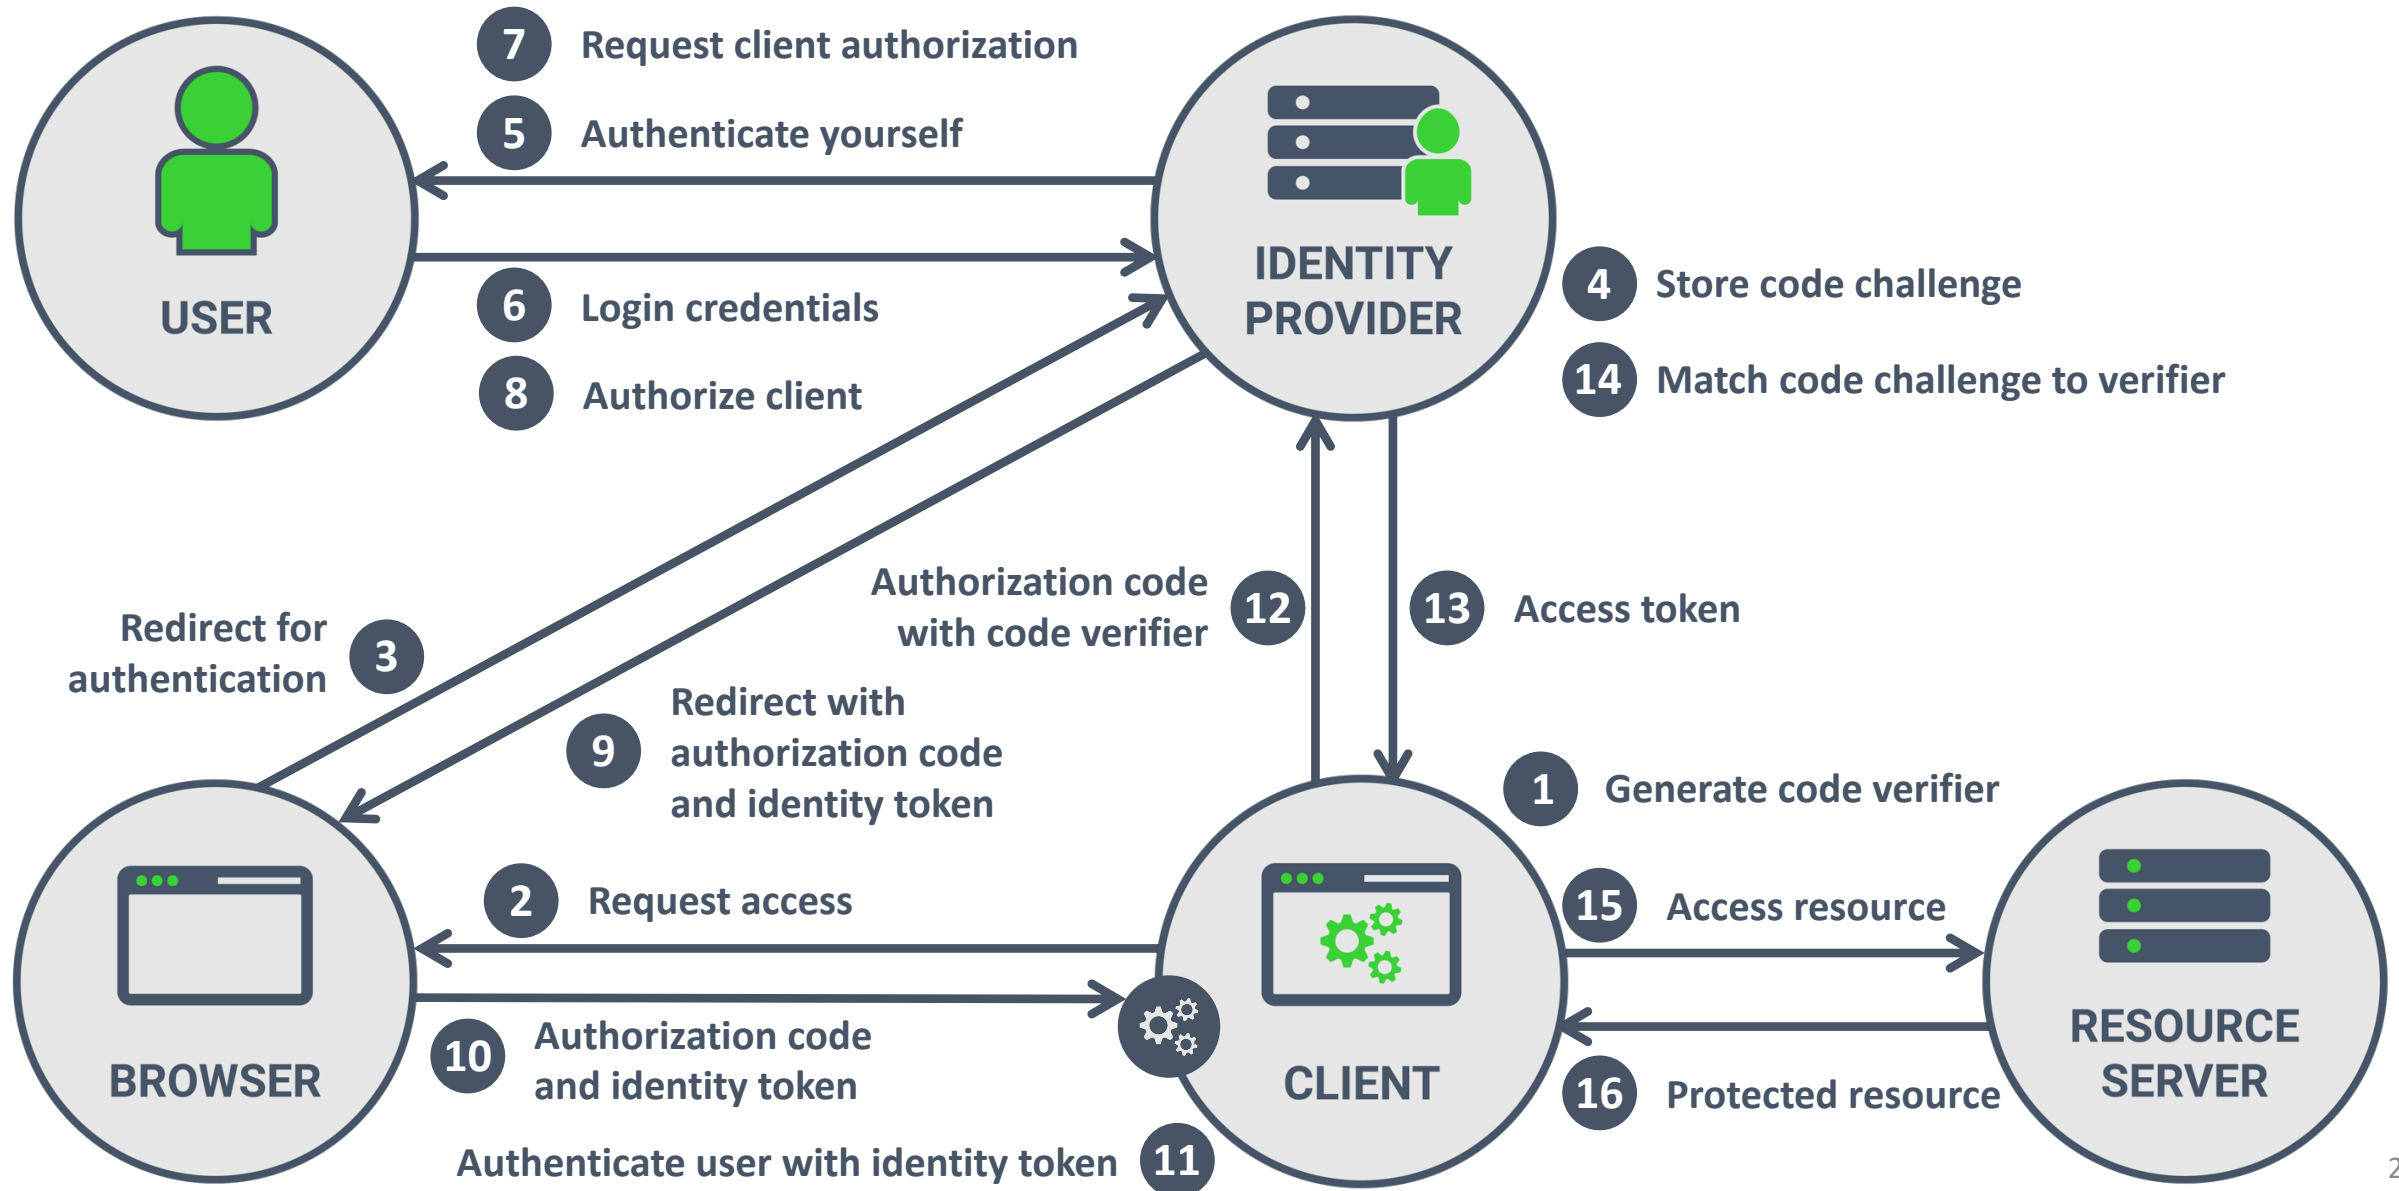 7 Request client authorization
5 Authenticate yourself
USER
6 Login credentials
8 Authorize client
IDENTITY
PROVIDER
4 Store code challenge
14 Match code challenge to verifier
Redirect for
authentication
3
Authorization code
with code verifier
12
13 Access token
9
Redirect with
authorization code
and identity token
1 Generate code verifier
2 Request access
15 Access resource
BROWSER
10
Authorization code
and identity token
CLIENT
RESOURCE
SERVER
16 Protected resource
Authenticate user with identity token 11